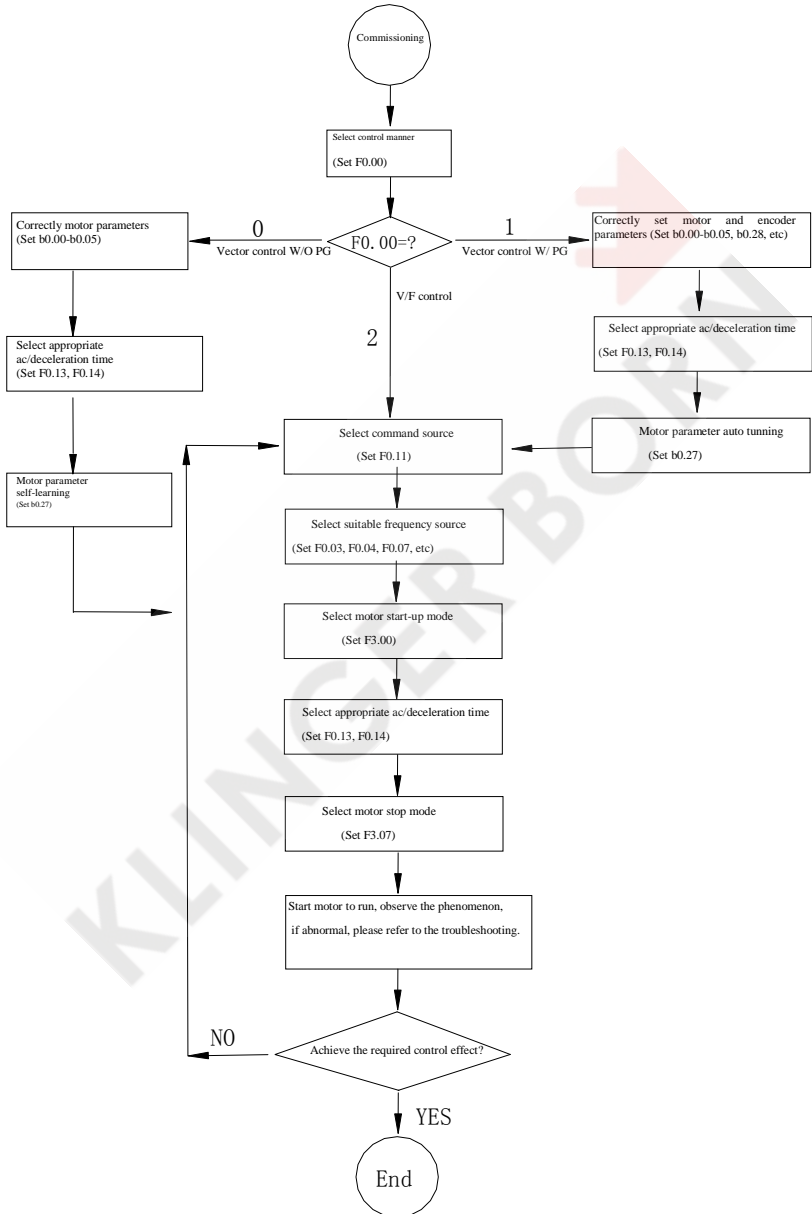 Commissioning
Select control manner
(Set F0.00)
Correctly motor parameters
(Set b0.00-b0.05)
0
Vector control W/O PG
F0.00=?
1
Vector control W/ PG
Correctly set motor and encoder
parameters (Set b0.00-b0.05, b0.28, etc)
V/F control
2
Select appropriate
ac/deceleration time
(Set F0.13, F0.14)
Select appropriate ac/deceleration time
(Set F0.13, F0.14)
Motor parameter
self-learning
(Set b0.27)
Select command source
(Set F0.11)
Motor parameter auto tunning
(Set b0.27)
Select suitable frequency source
(Set F0.03, F0.04, F0.07, etc)
Select motor start-up mode
(Set F3.00)
Select appropriate ac/deceleration time
(Set F0.13, F0.14)
Select motor stop mode
(Set F3.07)
Start motor to run, observe the phenomenon,
if abnormal, please refer to the troubleshooting.
NO
Achieve the required control effect?
YES
End
KLINGER BORN